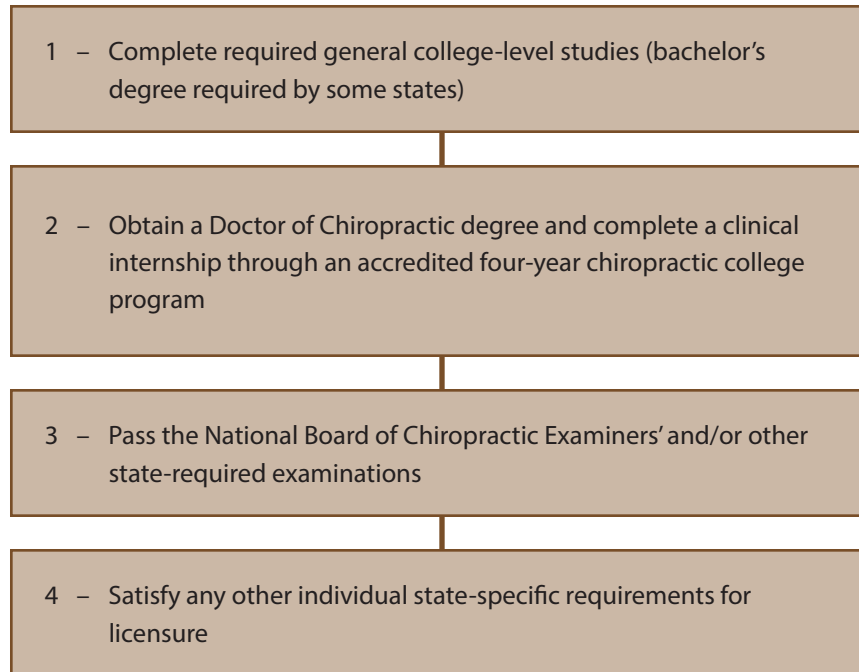 1 – Complete required general college-level studies (bachelor’s
degree required by some states)
2 – Obtain a Doctor of Chiropractic degree and complete a clinical
internship through an accredited four-year chiropractic college
program
3 – Pass the National Board of Chiropractic Examiners’ and/or other
state-required examinations
4 – Satisfy any other individual state-specific requirements for
licensure